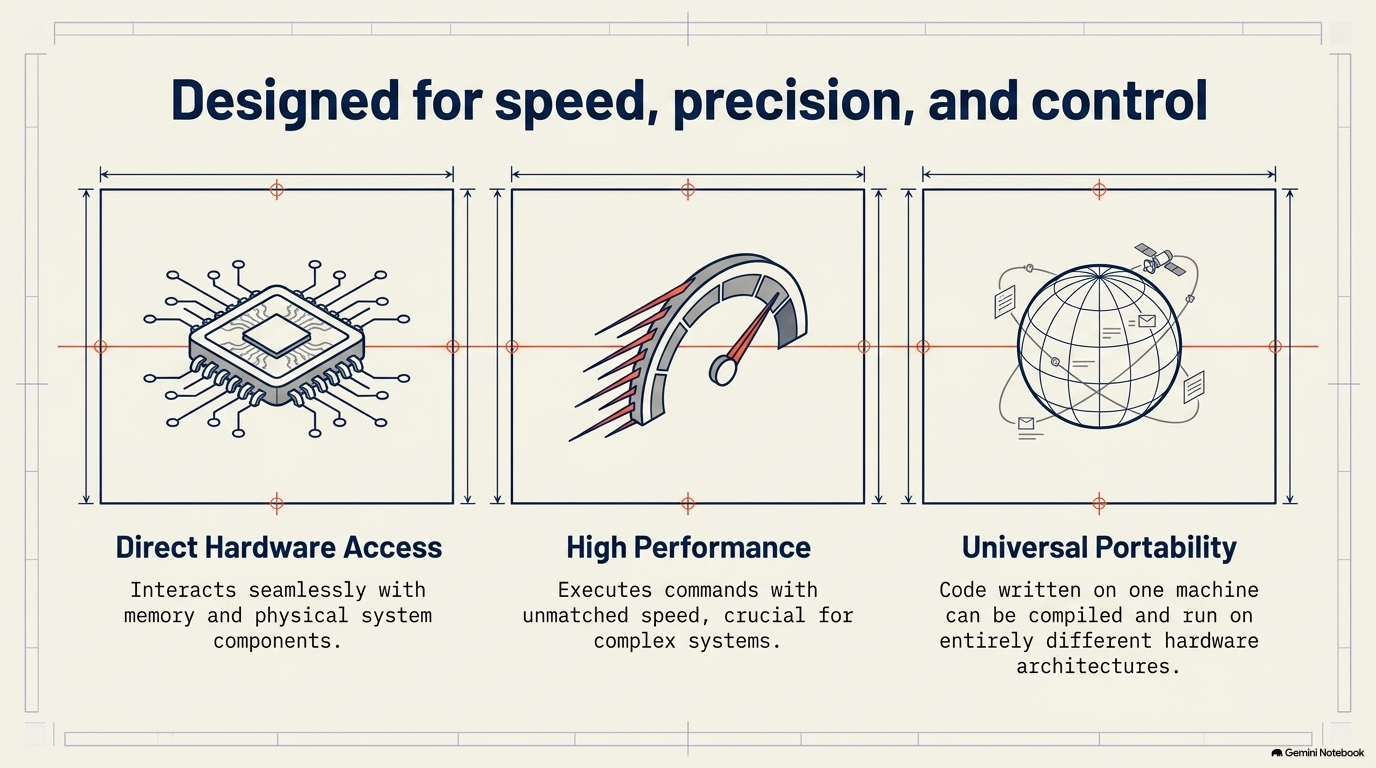 Designed for speed, precision, and control
Direct Hardware Access
Interacts seamlessly with
memory and physical system
components.
High Performance
Executes commands with
unmatched speed, crucial for
complex systems.
Universal Portability
Code written on one machine
can be compiled and run on
entirely different hardware
architectures.
Gemini Notebook